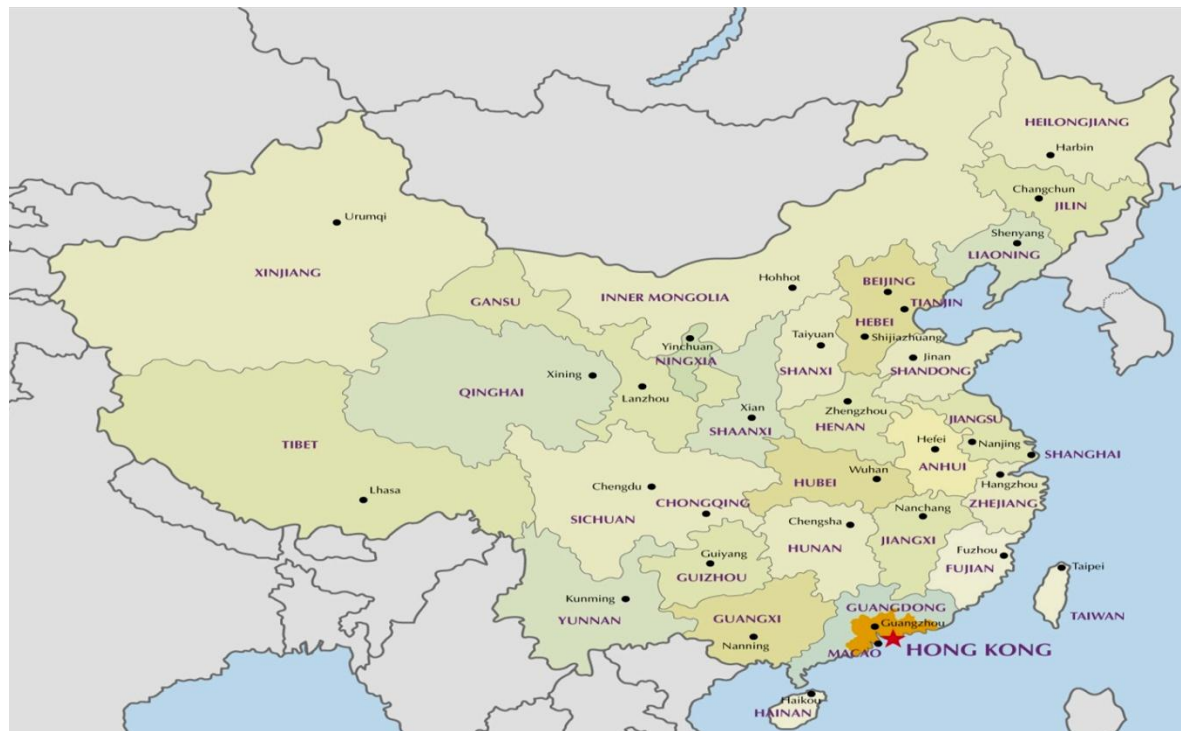 HEILONGJIANG
Harbin
Changchun
JILIN
Urumqi
Shenyang
LIAONING
XINJIANG
Hohhot
BEIJING
GANSU
INNER MONGOLIA
TIANJIN
HEBEI
Taiyuan
Shijiazhuang
Yinchuan
NINGXIA
Jinan
SHANXI
SHANDONG
Xining
QINGHAI
Lanzhou
Xian
Zhengzhou
SHAANXI
HENAN
JIANGSU
TIBET
Hefei
Nanjing
SHANGHAI
ANHUI
Wuhan
HUBEI
Hangzhou
Lhasa
Chengdu
CHONGQING
ZHEJIANG
SICHUAN
Nanchang
Chengsha
JIANGXI
HUNAN
Guiyang
Fuzhou
GUIZHOU
FUJIAN
Taipei
Kunming
YUNNAN
GUANGXI
GUANGDONG
TAIWAN
Guangzhou
Nanning
MACAO
HONG KONG
Haikou
HAINAN